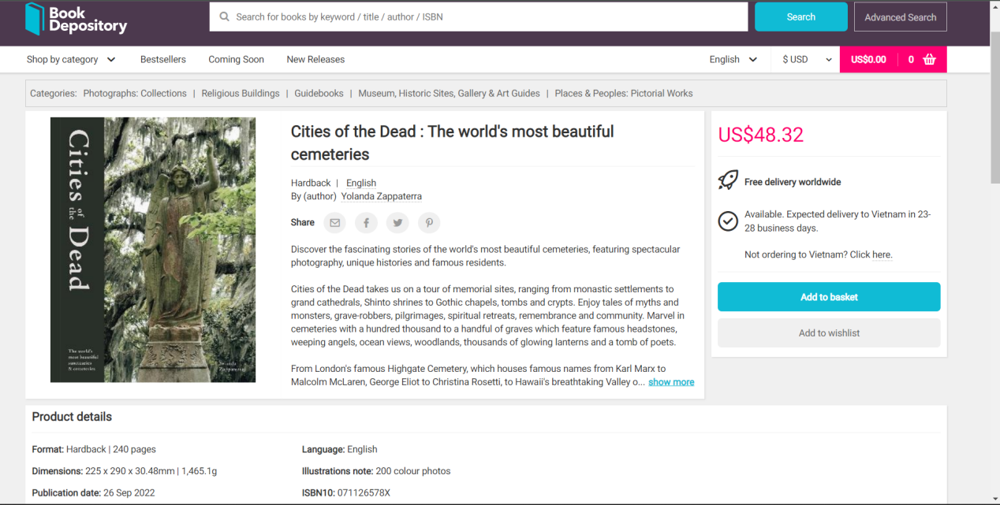 Book
Depository
Search for books by keyword / title / author / ISBN
Search
Advanced Search
Shop by category
Bestsellers
Coming Soon
New Releases
English
$ USD
US$0.00
0
Categories: Photographs: Collections | Religious Buildings | Guidebooks | Museum, Historic Sites, Gallery & Art Guides | Places & Peoples: Pictorial Works
Cities of the Dead
The world's
most beautiful
sanctuaries
& cemeteries
Yolanda
Zappaterra
Cities of the Dead : The world's most beautiful
cemeteries
Hardback | English
By (author) Yolanda Zappaterra
Share
Discover the fascinating stories of the world's most beautiful cemeteries, featuring spectacular
photography, unique histories and famous residents.
Cities of the Dead takes us on a tour of memorial sites, ranging from monastic settlements to
grand cathedrals, Shinto shrines to Gothic chapels, tombs and crypts. Enjoy tales of myths and
monsters, grave-robbers, pilgrimages, spiritual retreats, remembrance and community. Marvel in
cemeteries with a hundred thousand to a handful of graves which feature famous headstones,
weeping angels, ocean views, woodlands, thousands of glowing lanterns and a tomb of poets.
From London's famous Highgate Cemetery, which houses famous names from Karl Marx to
Malcolm McLaren, George Eliot to Christina Rosetti, to Hawaii's breathtaking Valley o... show more
US$48.32
Free delivery worldwide
Available. Expected delivery to Vietnam in 23-
28 business days.
Not ordering to Vietnam? Click here.
Add to basket
Add to wishlist
Product details
Format: Hardback | 240 pages
Dimensions: 225 x 290 x 30.48mm | 1,465.1g
Publication date: 26 Sep 2022
Language: English
Illustrations note: 200 colour photos
ISBN10: 071126578X